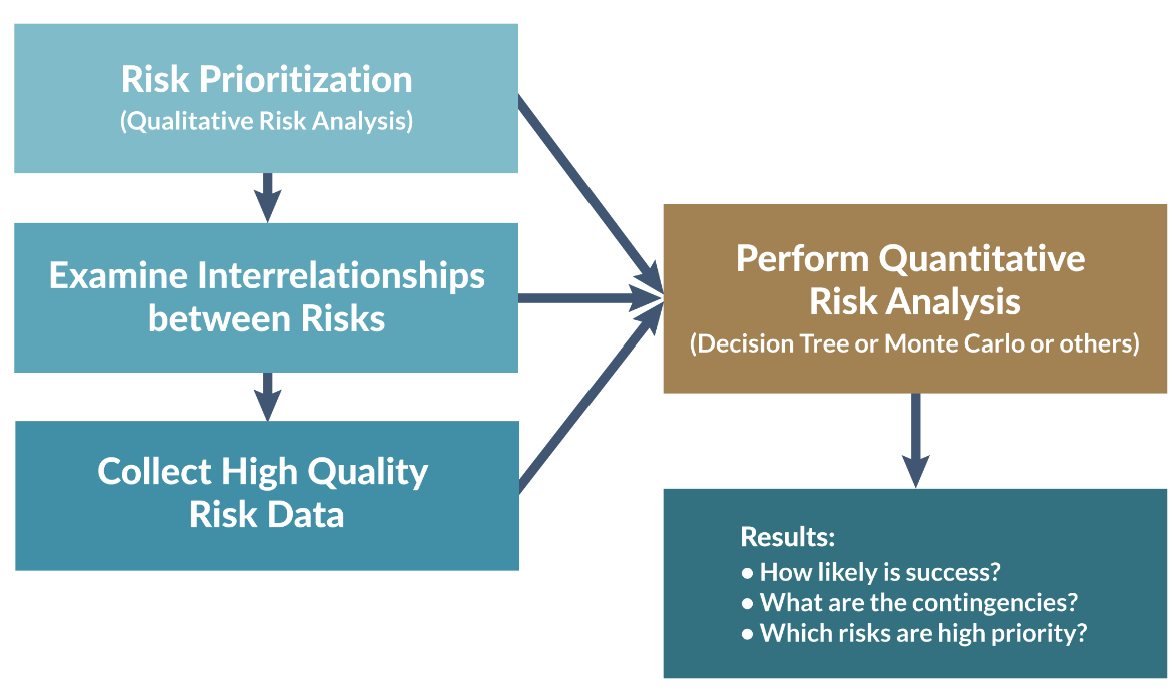 Risk Prioritization
(Qualitative Risk Analysis)
Examine Interrelationships
between Risks
Collect High Quality
Risk Data
Perform Quantitative
Risk Analysis
(Decision Tree or Monte Carlo or others)
Results:
• How likely is success?
• What are the contingencies?
• Which risks are high priority?